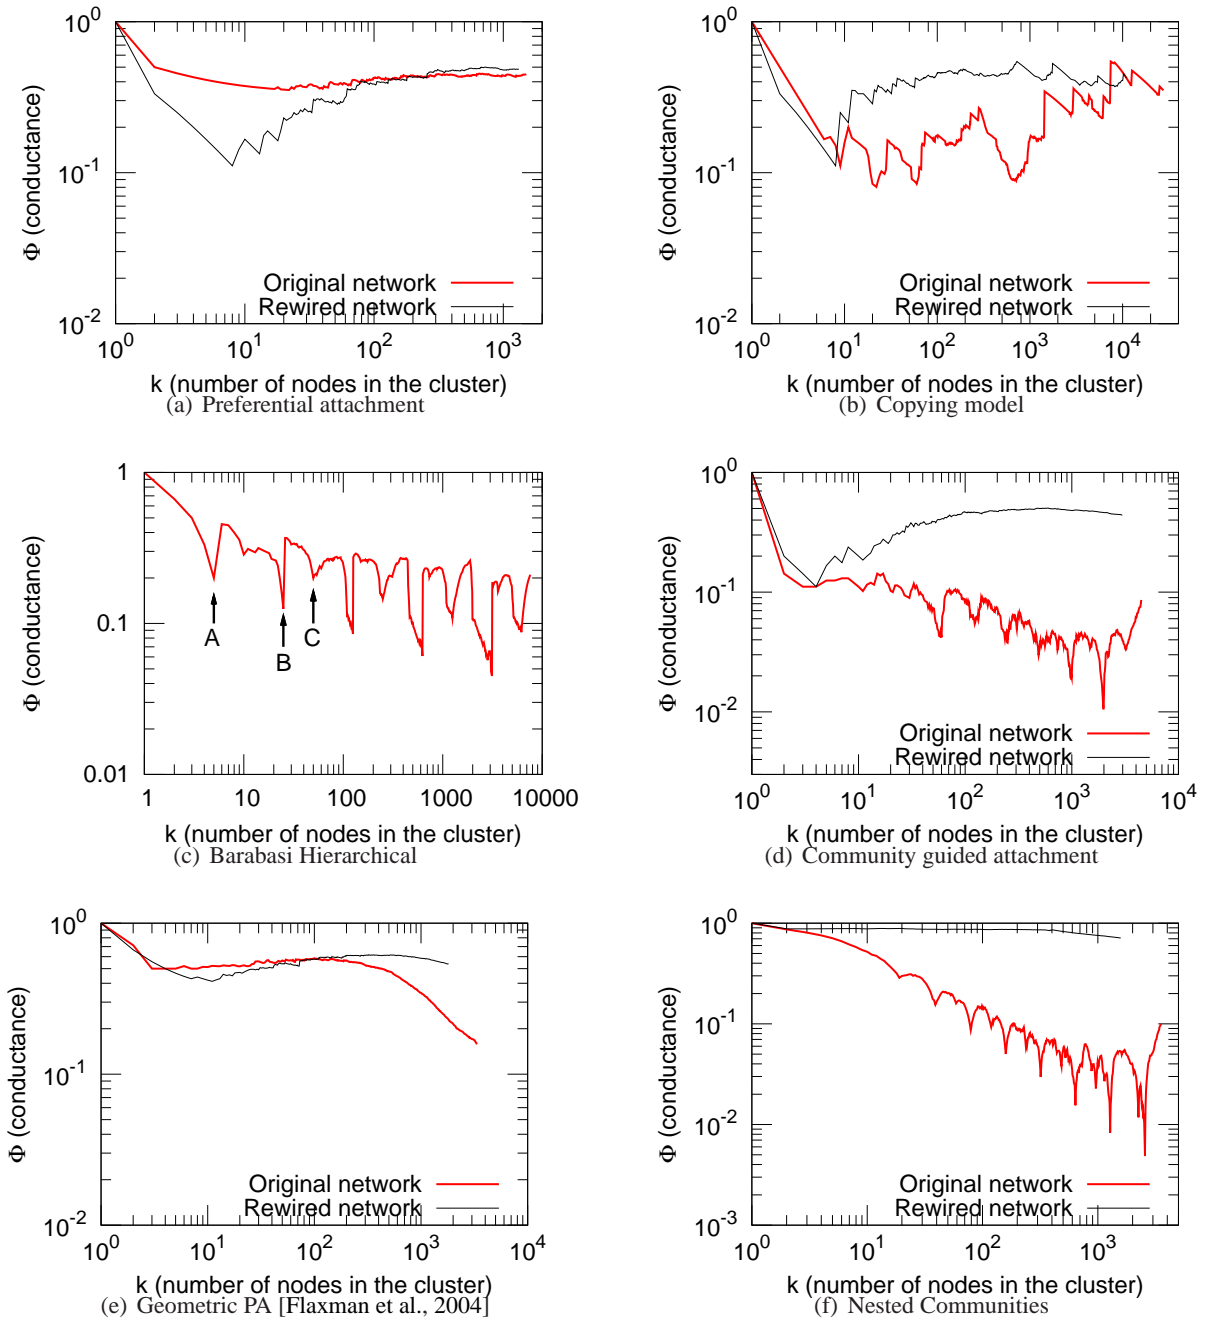 10^0
10^-1
10^-2
10^0 10^1 10^2 10^3
Φ (conductance)
k (number of nodes in the cluster)
Original network
Rewired network
(a) Preferential attachment
10^0
10^-1
10^-2
10^0 10^1 10^2 10^3 10^4
Φ (conductance)
k (number of nodes in the cluster)
Original network
Rewired network
(b) Copying model
1
0.1
0.01
1 10 100 1000 10000
Φ (conductance)
k (number of nodes in the cluster)
A
B
C
(c) Barabasi Hierarchical
10^0
10^-1
10^-2
10^0 10^1 10^2 10^3 10^4
Φ (conductance)
k (number of nodes in the cluster)
Original network
Rewired network
(d) Community guided attachment
10^0
10^-1
10^-2
10^0 10^1 10^2 10^3 10^4
Φ (conductance)
k (number of nodes in the cluster)
Original network
Rewired network
(e) Geometric PA [Flaxman et al., 2004]
10^0
10^-1
10^-2
10^-3
10^0 10^1 10^2 10^3
Φ (conductance)
k (number of nodes in the cluster)
Original network
Rewired network
(f) Nested Communities